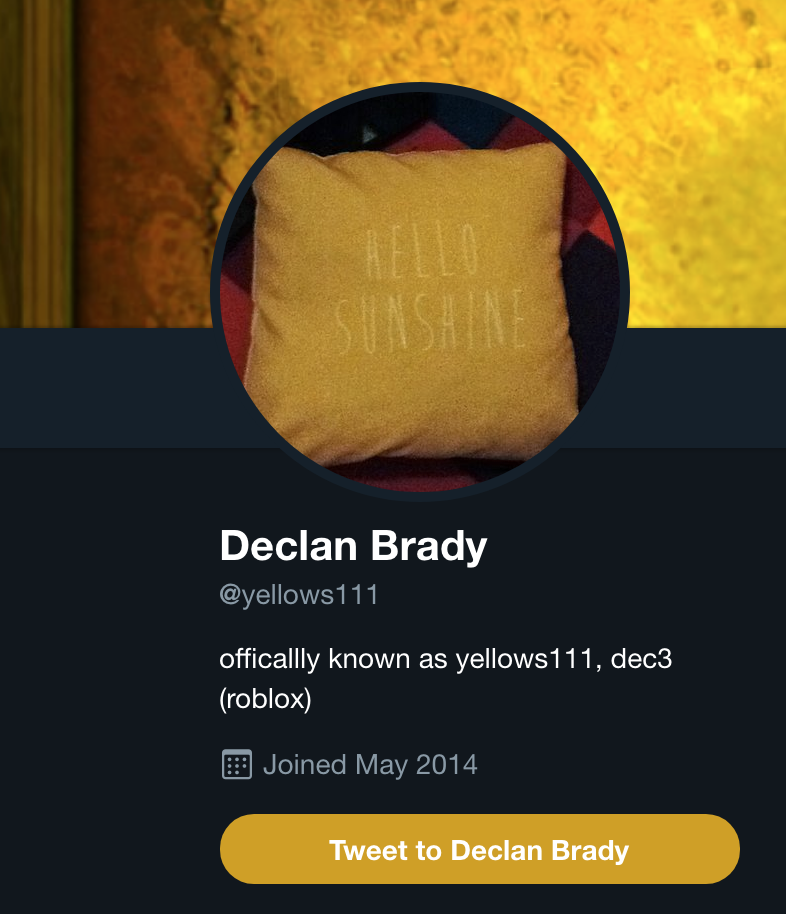 HELLO
SUNSHINE
Declan Brady
@yellows111
officallly known as yellows111, dec3
(roblox)
Joined May 2014
Tweet to Declan Brady